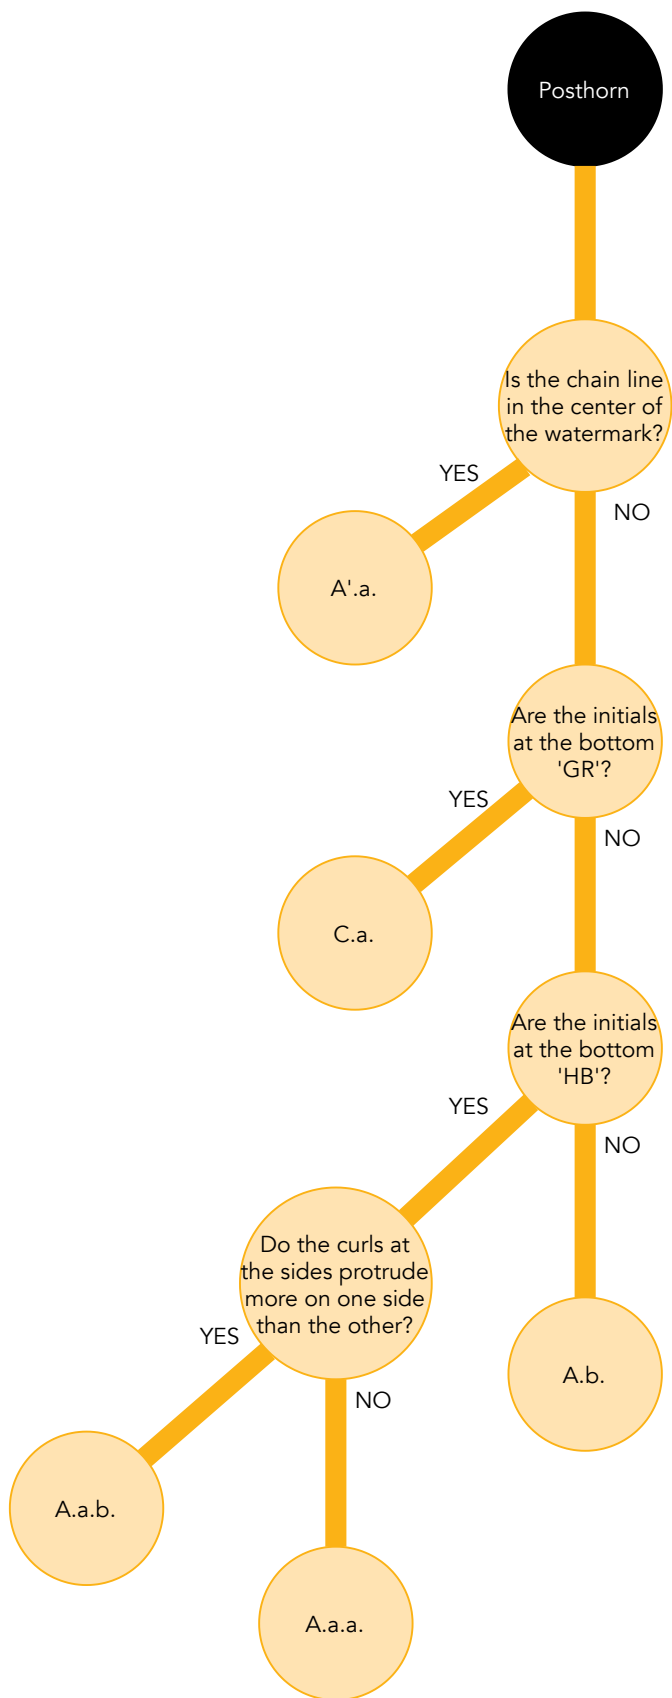 Posthorn
Is the chain line
in the center of
the watermark?
YES
NO
A'.a.
Are the initials
at the bottom
'GR'?
YES
NO
C.a.
Are the initials
at the bottom
'HB'?
YES
NO
Do the curls at
the sides protrude
more on one side
than the other?
YES
NO
A.b.
A.a.b.
A.a.a.